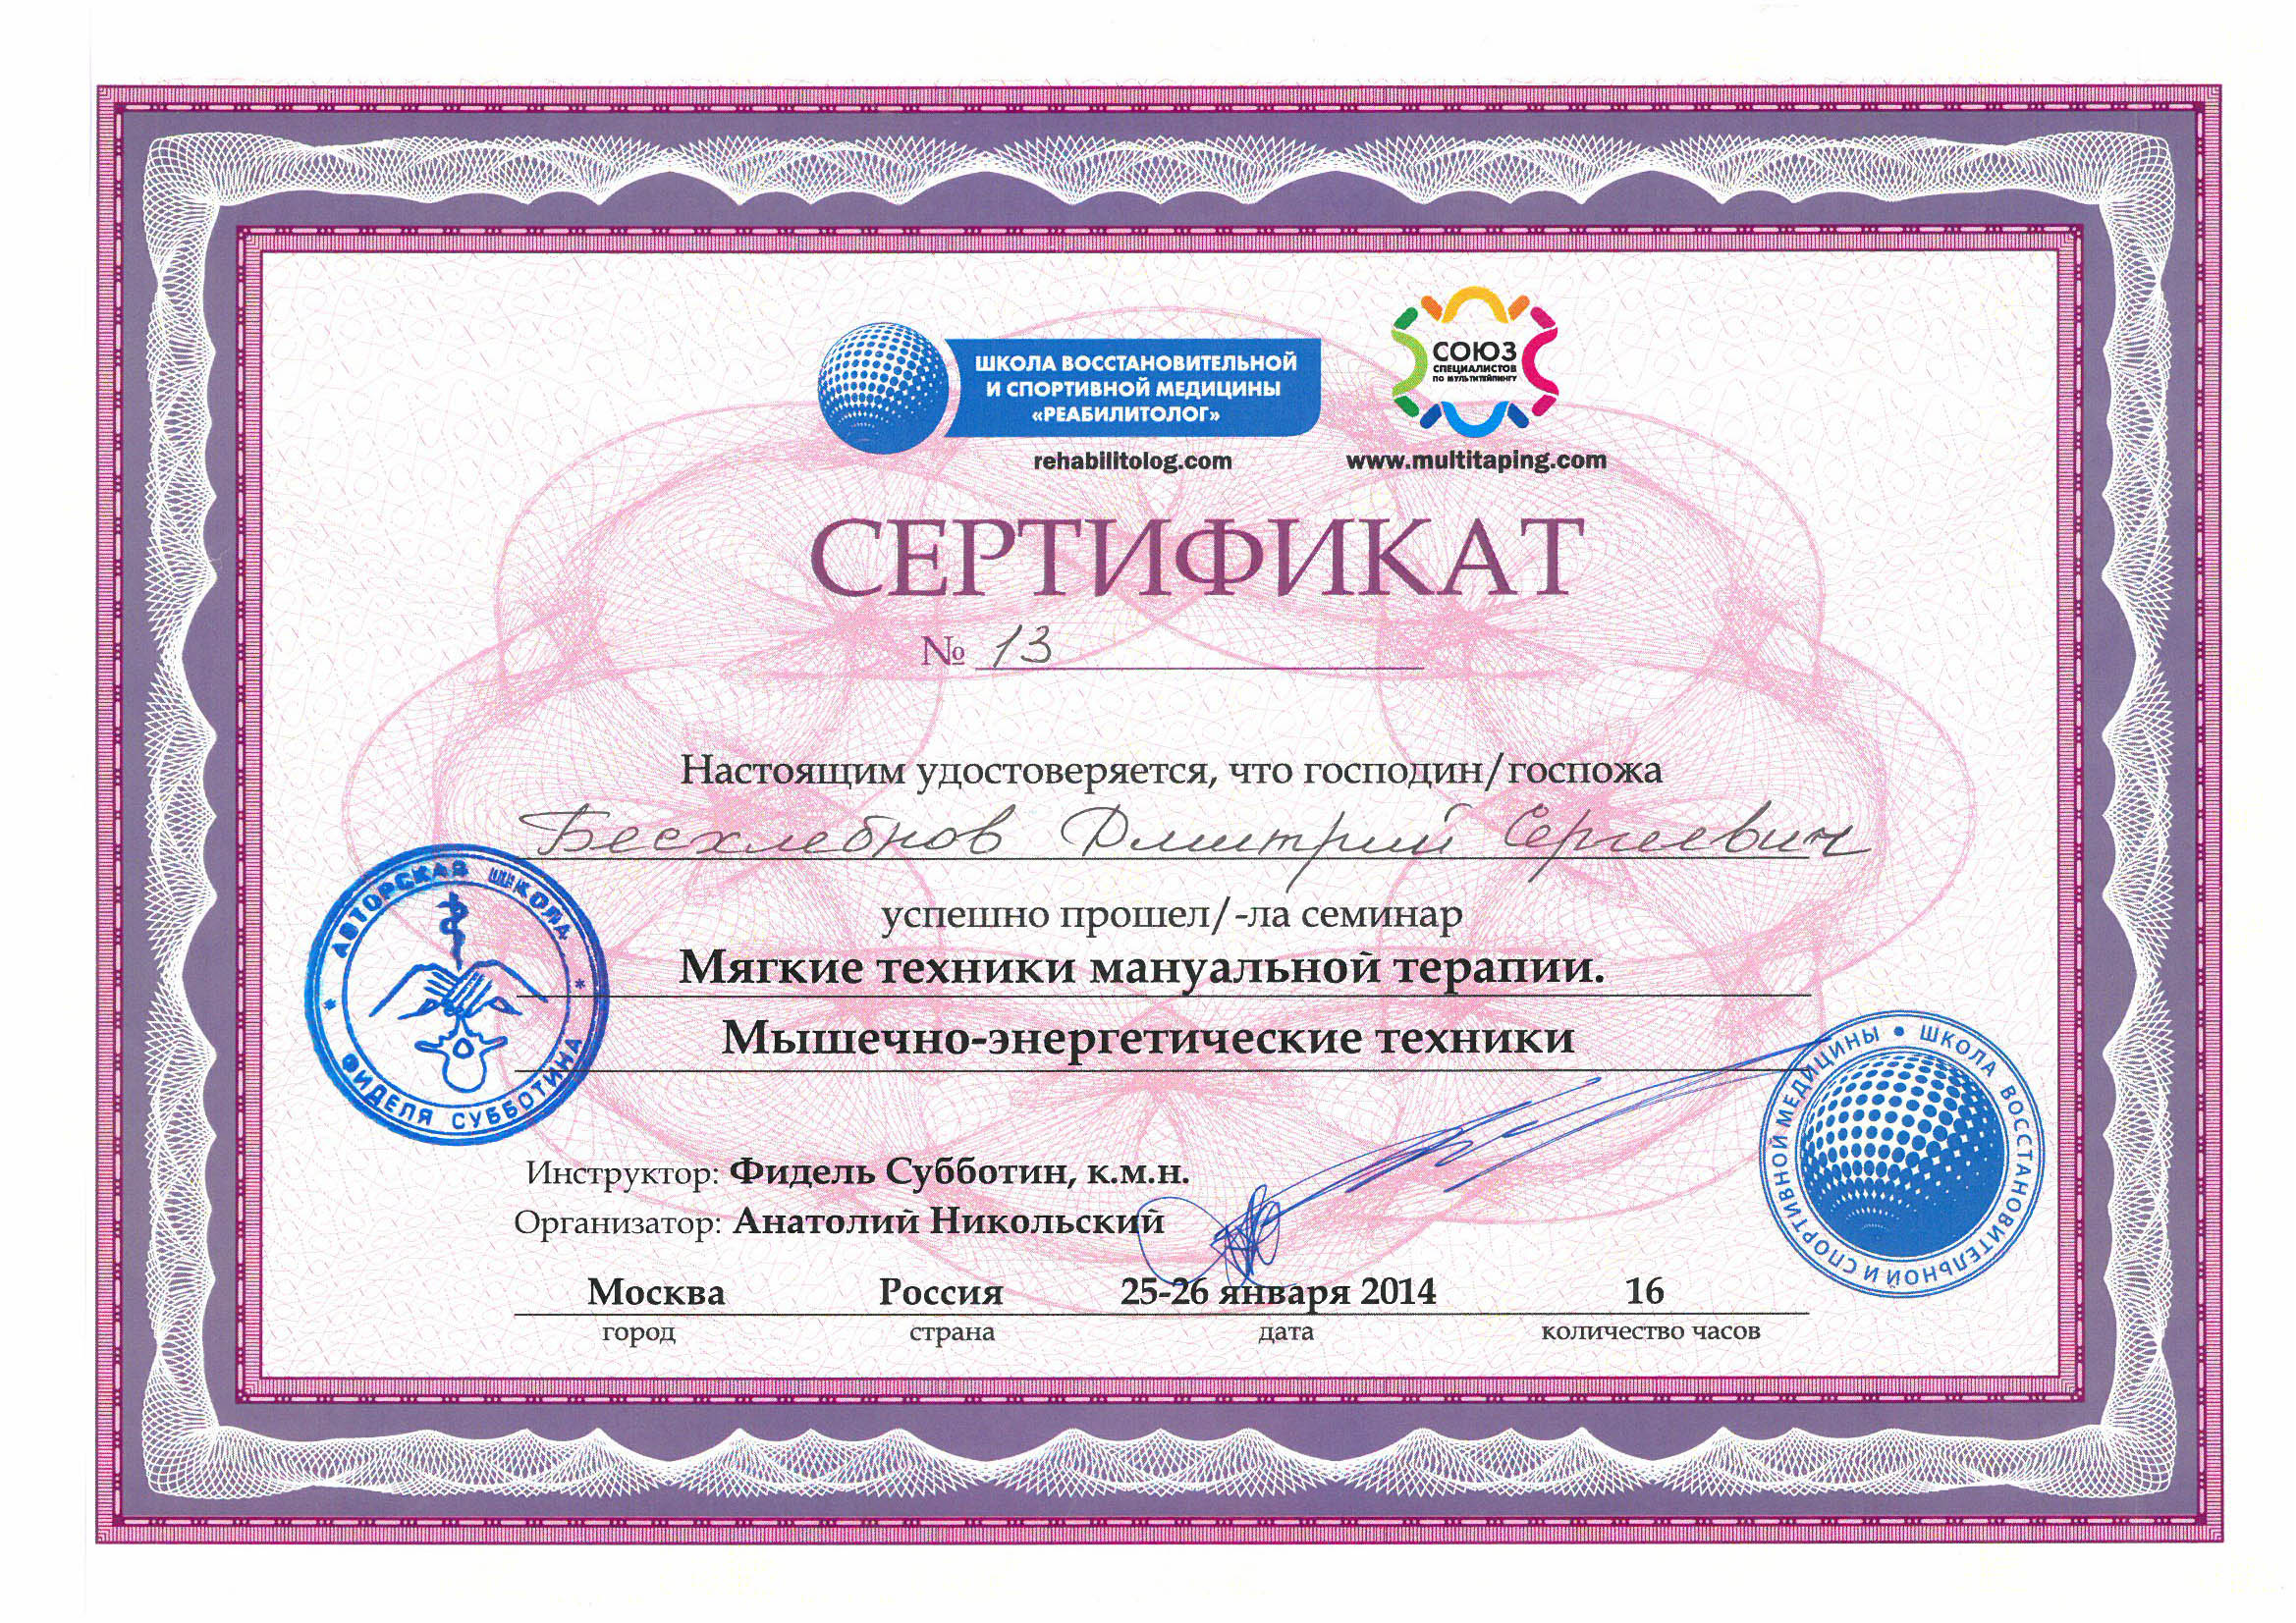 ШКОЛА ВОССТАНОВИТЕЛЬНОЙ
И СПОРТИВНОЙ МЕДИЦИНЫ
«РЕАБИЛИТОЛОГ»
rehabilitolog.com
СОЮЗ
СПЕЦИАЛИСТОВ
ПО МУЛЬТИТЕЙПИНГУ
www.multitaping.com
СЕРТИФИКАТ
№ 13
Настоящим удостоверяется, что господин/госпожа
Бесхлебнов Дмитрий Сергеевич
успешно прошел/-ла семинар
Мягкие техники мануальной терапии.
Мышечно-энергетические техники
АВТОРСКАЯ ШКОЛА * ФИДЕЛЯ СУББОТИНА *
ШКОЛА ВОССТАНОВИТЕЛЬНОЙ И СПОРТИВНОЙ МЕДИЦИНЫ •
Инструктор: Фидель Субботин, к.м.н.
Организатор: Анатолий Никольский
Москва Россия 25-26 января 2014 16
город страна дата количество часов